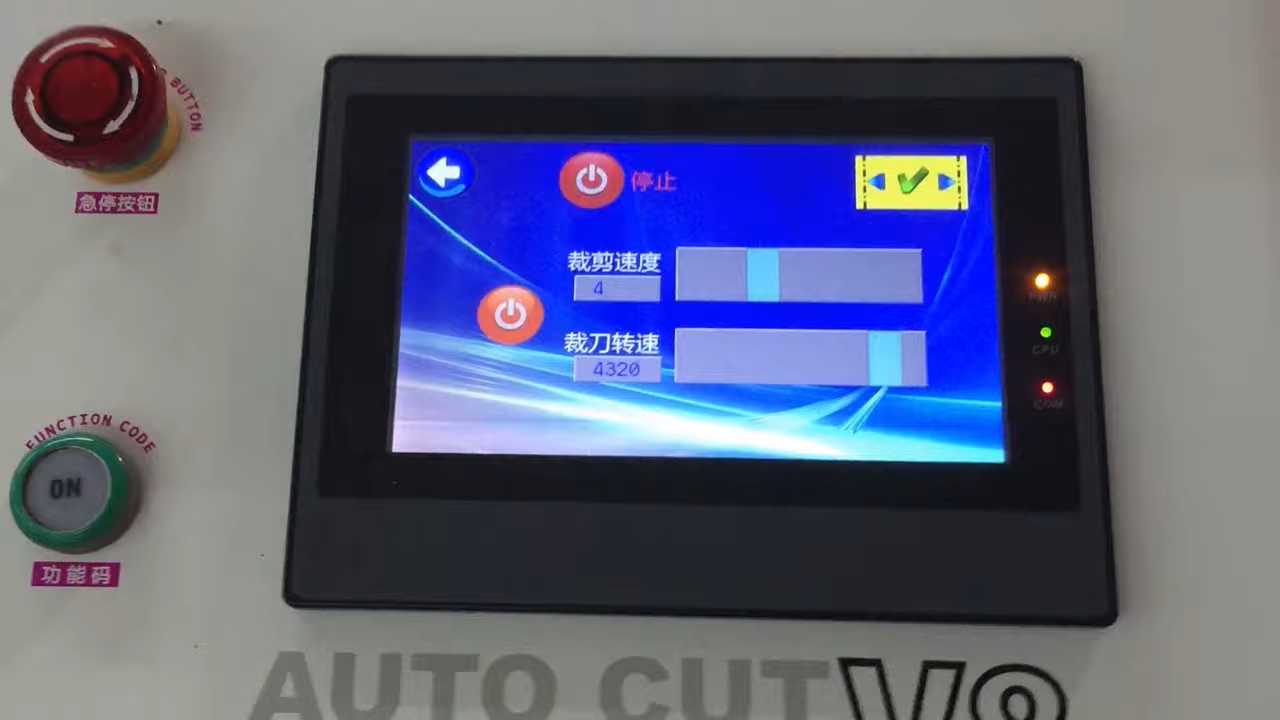 BUTTON
急停按钮
停止
裁剪速度
4
裁刀转速
4320
PWR
CPU
COM
FUNCTION CODE
ON
功能码
AUTO CUT V9